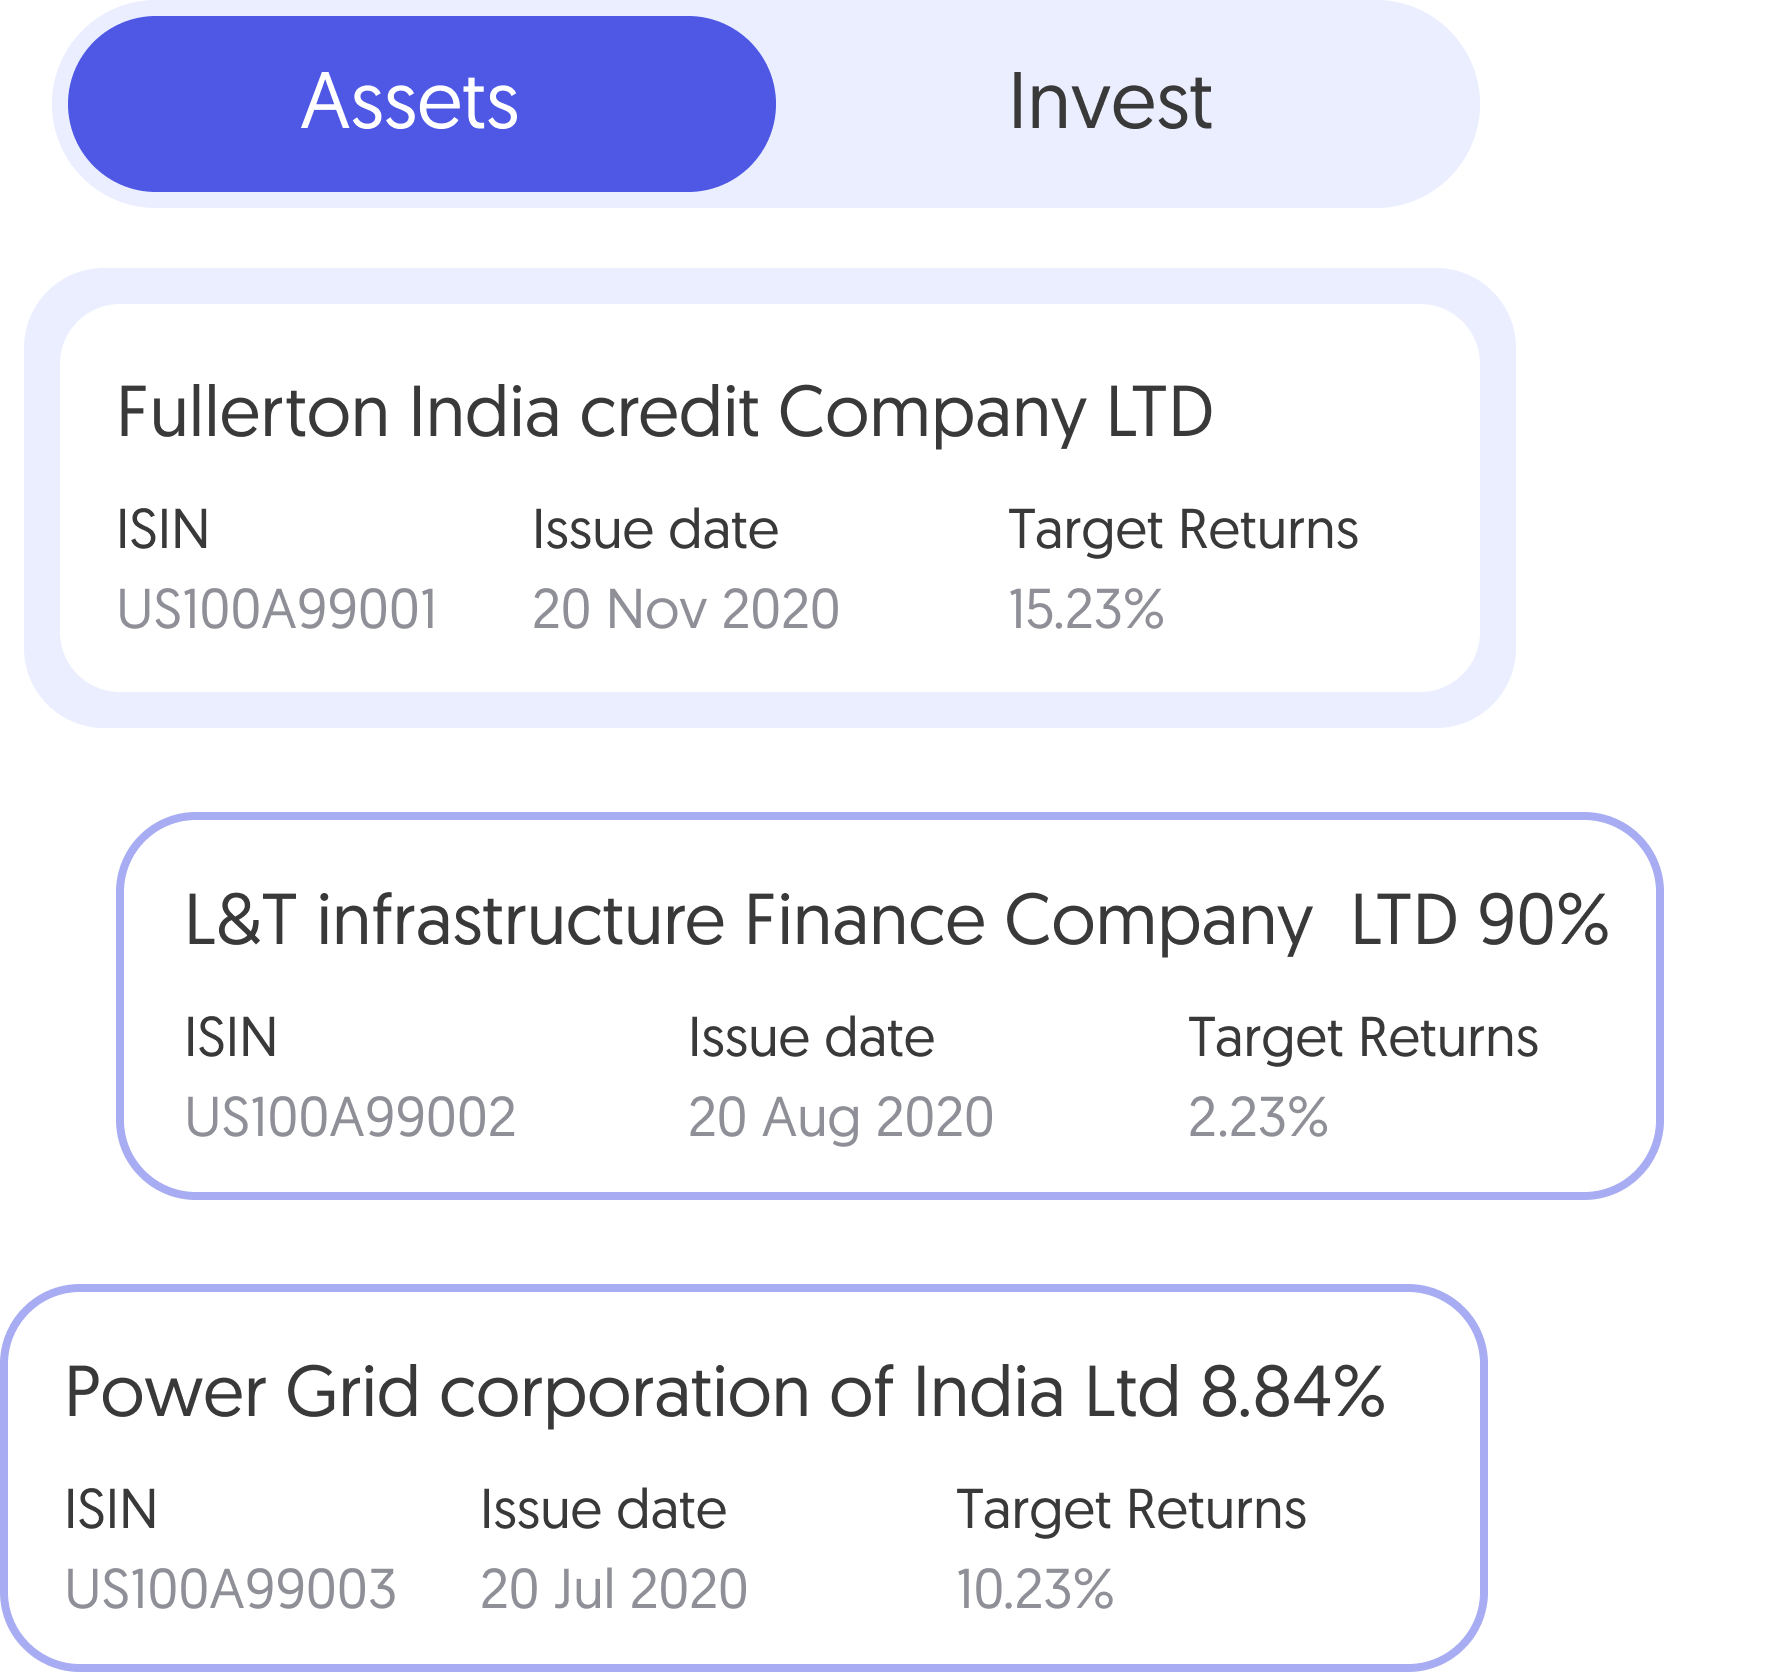 Assets Invest
Fullerton India credit Company LTD
ISIN Issue date Target Returns
US100A99001 20 Nov 2020 15.23%
L&T infrastructure Finance Company  LTD 90%
ISIN Issue date Target Returns
US100A99002 20 Aug 2020 2.23%
Power Grid corporation of India Ltd 8.84%
ISIN Issue date Target Returns
US100A99003 20 Jul 2020 10.23%